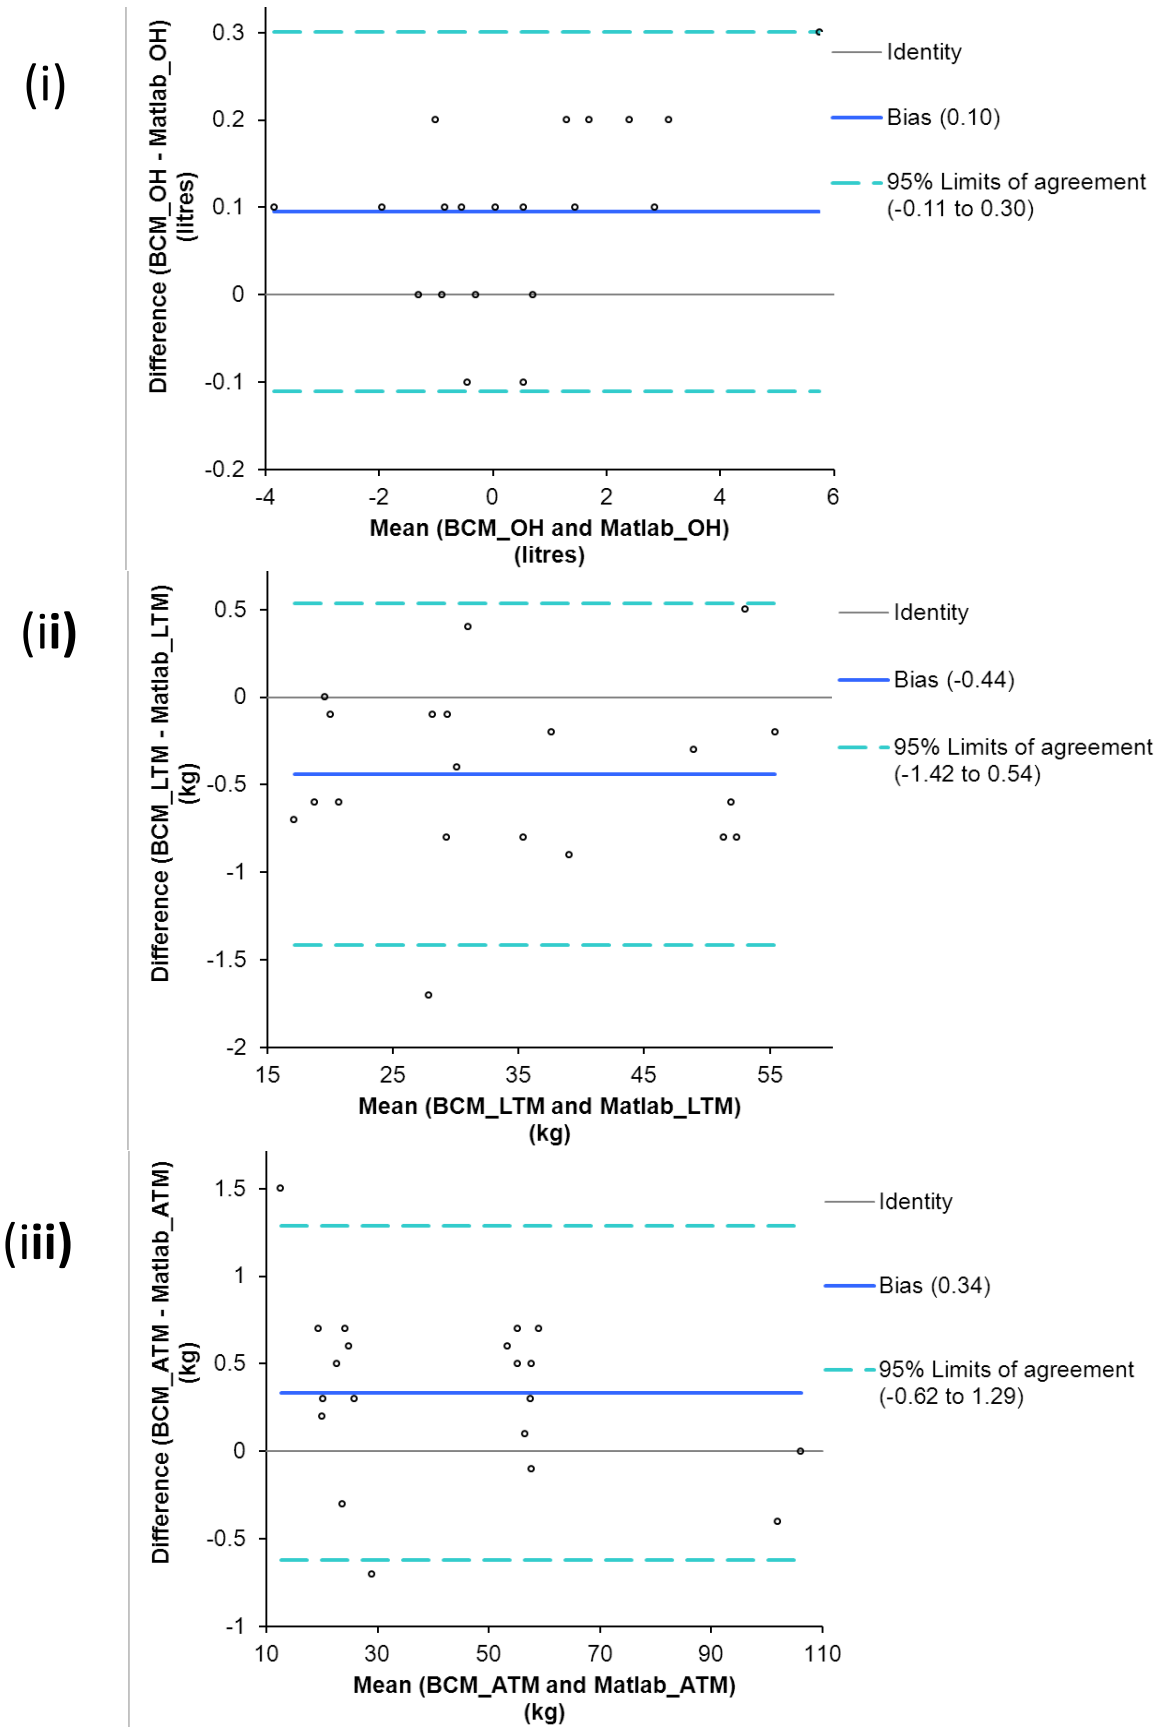 (i)
Difference (BCM_OH - Matlab_OH)
(litres)
0.3
0.2
0.1
0
-0.1
-0.2
-4
-2
0
2
4
6
Mean (BCM_OH and Matlab_OH)
(litres)
Identity
Bias (0.10)
95% Limits of agreement
(-0.11 to 0.30)
(ii)
Difference (BCM_LTM - Matlab_LTM)
(kg)
0.5
0
-0.5
-1
-1.5
-2
15
25
35
45
55
Mean (BCM_LTM and Matlab_LTM)
(kg)
Identity
Bias (-0.44)
95% Limits of agreement
(-1.42 to 0.54)
(iii)
Difference (BCM_ATM - Matlab_ATM)
(kg)
1.5
1
0.5
0
-0.5
-1
10
30
50
70
90
110
Mean (BCM_ATM and Matlab_ATM)
(kg)
Identity
Bias (0.34)
95% Limits of agreement
(-0.62 to 1.29)